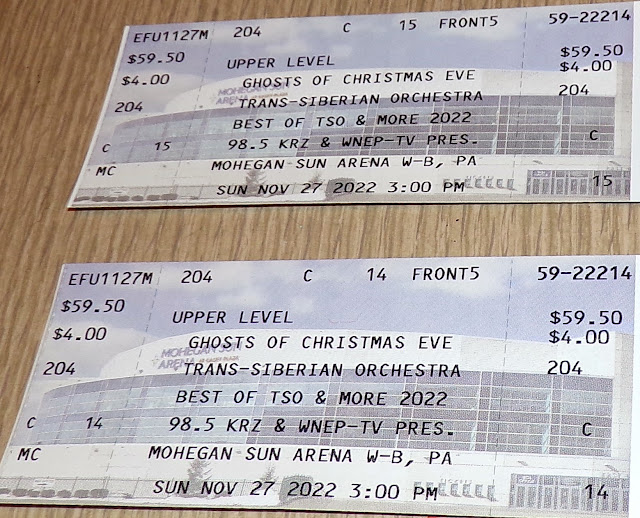 EFU1127M 204 C 15 FRONT5 59-22214
$59.50 UPPER LEVEL $59.50
$4.00 GHOSTS OF CHRISTMAS EVE $4.00
204 TRANS-SIBERIAN ORCHESTRA 204
BEST OF TSO & MORE 2022
C 15 98.5 KRZ & WNEP-TV PRES. C
MC MOHEGAN SUN ARENA W-B, PA
SUN NOV 27 2022 3:00 PM 15
EFU1127M 204 C 14 FRONT5 59-22214
$59.50 UPPER LEVEL $59.50
$4.00 GHOSTS OF CHRISTMAS EVE $4.00
MOHEGAN SUN
ARENA
204 TRANS-SIBERIAN ORCHESTRA 204
BEST OF TSO & MORE 2022
C 14 98.5 KRZ & WNEP-TV PRES. C
MC MOHEGAN SUN ARENA W-B, PA
SUN NOV 27 2022 3:00 PM 14